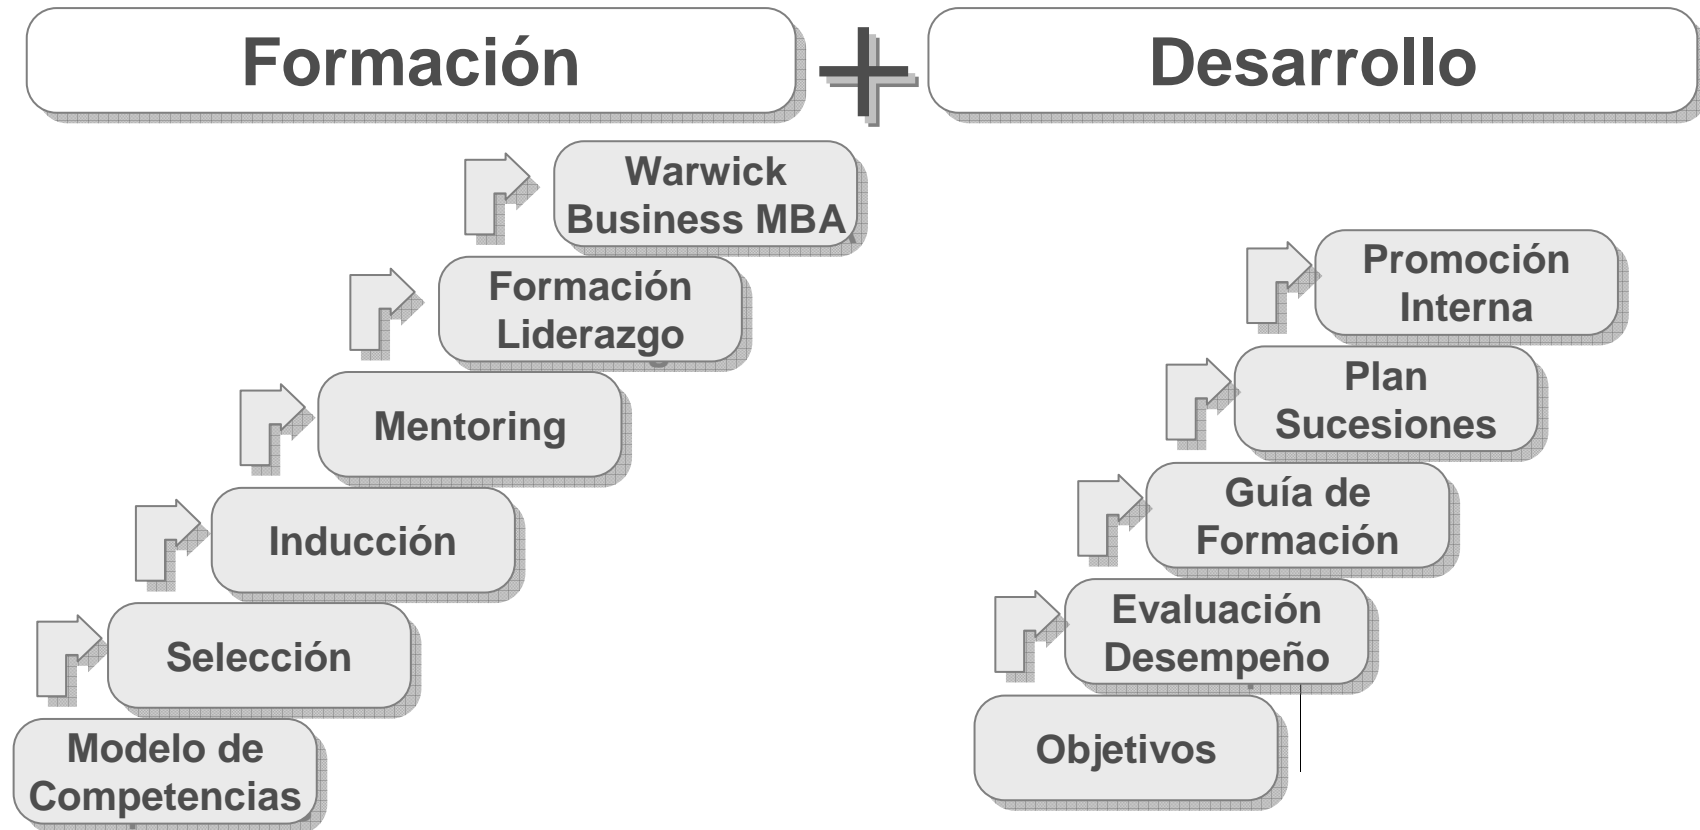 Formación
+
Desarrollo
Warwick
Business MBA
Formación
Liderazgo
Mentoring
Inducción
Selección
Modelo de
Competencias
Promoción
Interna
Plan
Sucesiones
Guía de
Formación
Evaluación
Desempeño
Objetivos